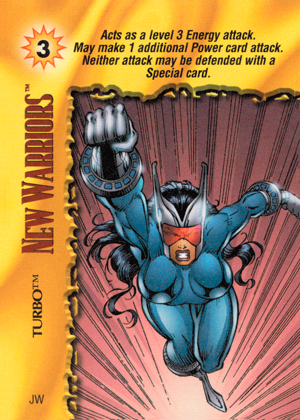 3
Acts as a level 3 Energy attack.
May make 1 additional Power card attack.
Neither attack may be defended with a
Special card.
NEW WARRIORS™
TURBO™
JW